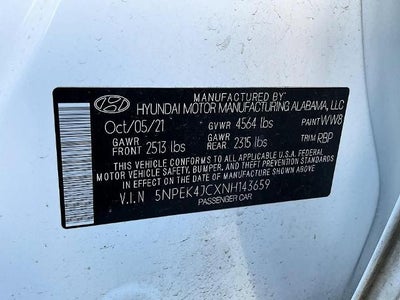 MANUFACTURED BY
HYUNDAI MOTOR MANUFACTURING ALABAMA, LLC
Oct/05/21 GVWR 4564 lbs PAINT WW8
GAWR FRONT 2513 lbs GAWR REAR 2315 lbs TRIM RBP
THIS VEHICLE CONFORMS TO ALL APPLICABLE U.S.A. FEDERAL
MOTOR VEHICLE SAFETY, BUMPER, AND THEFT PREVENTION STANDARDS
IN EFFECT ON THE DATE OF MANUFACTURE SHOWN ABOVE
V.I.N 5NPEK4JCXNH143659
PASSENGER CAR